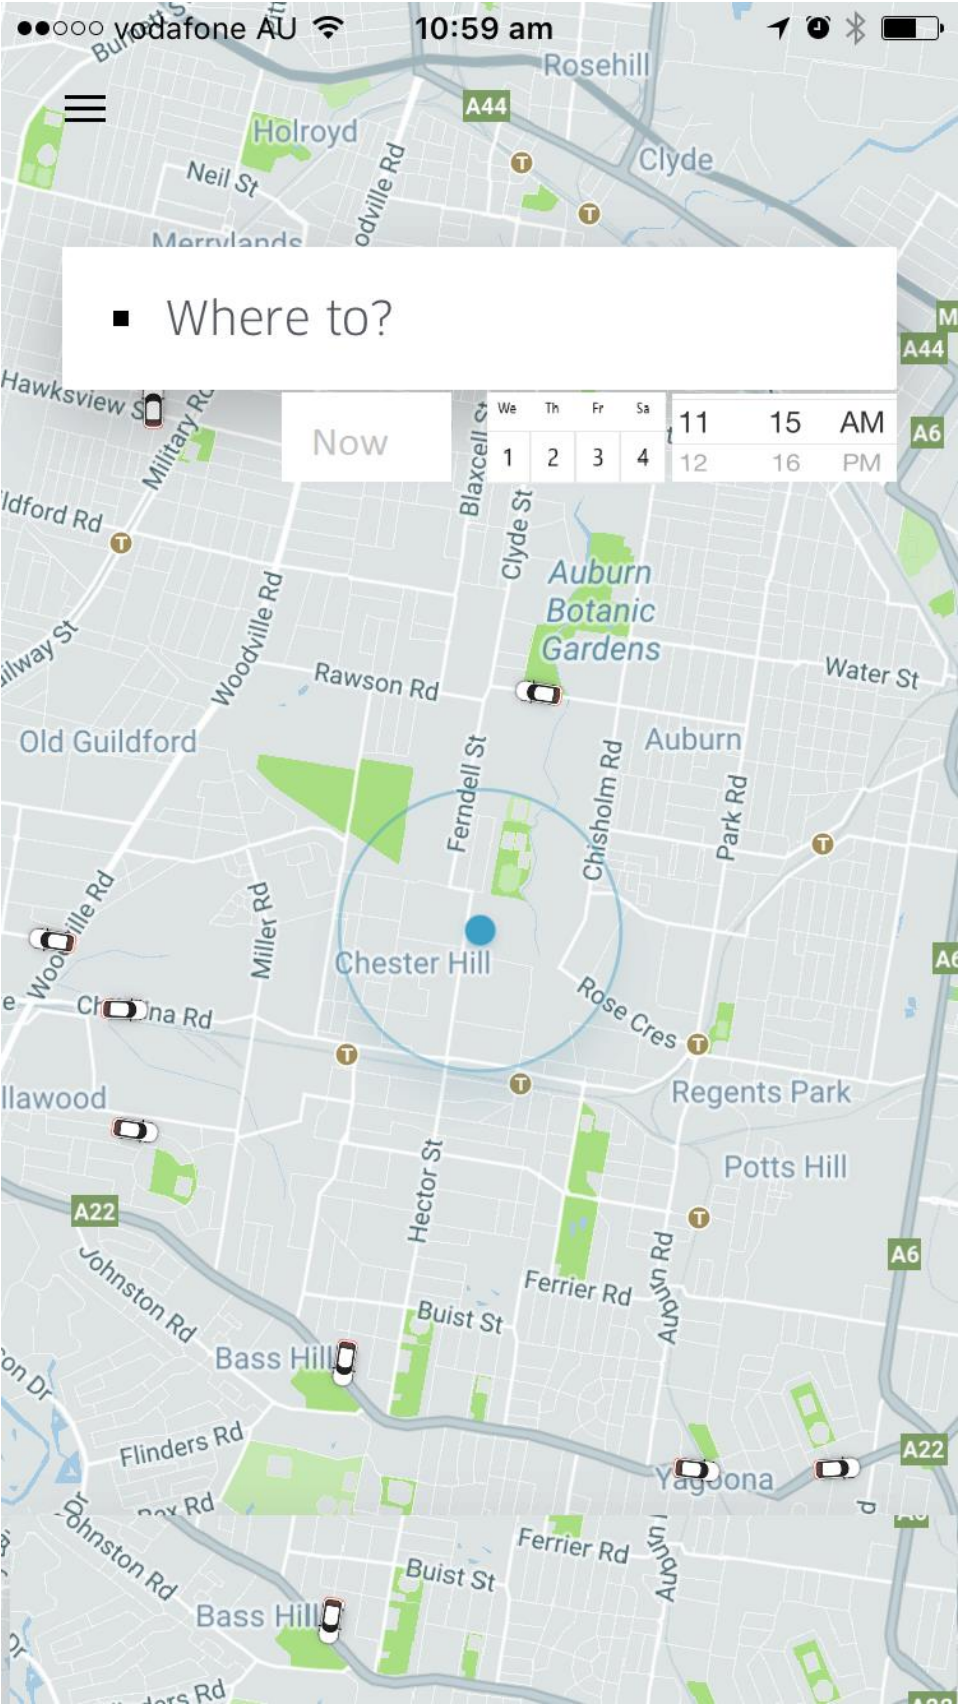 vodafone AU 10:59 am
Rosehill
A44
Holroyd
Clyde
Neil St
Merrylands
Where to?
A44
Hawksview S
Military Rd
Now
We Th Fr Sa
1 2 3 4
11 15 AM
12 16 PM
A6
Blaxcell St
Clyde St
ldford Rd
T
Auburn
Botanic
Gardens
Woodville Rd
ilway St
Rawson Rd
Water St
Old Guildford
Auburn
Ferndell St
Chisholm Rd
Park Rd
T
Miller Rd
Chester Hill
Rose Cres
na Rd
T
T
T
llawood
Regents Park
Potts Hill
Hector St
A22
T
A6
Johnston Rd
Ferrier Rd
Buist St
Bass Hill
Flinders Rd
A22
Yagoona
Ferrier Rd
Johnston Rd
Buist St
Bass Hill